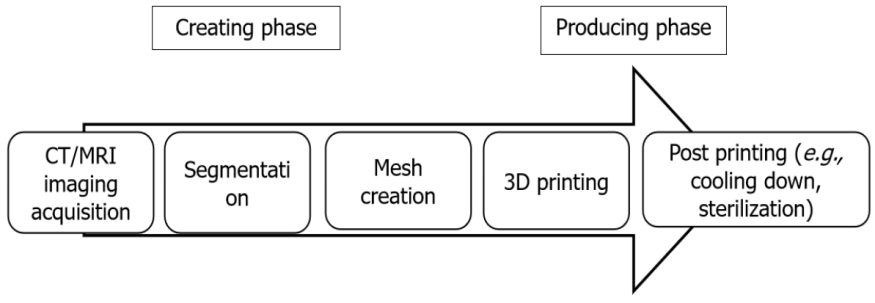 Creating phase
Producing phase
CT/MRI
imaging
acquisition
Segmentati
on
Mesh
creation
3D printing
Post printing (e.g.,
cooling down,
sterilization)